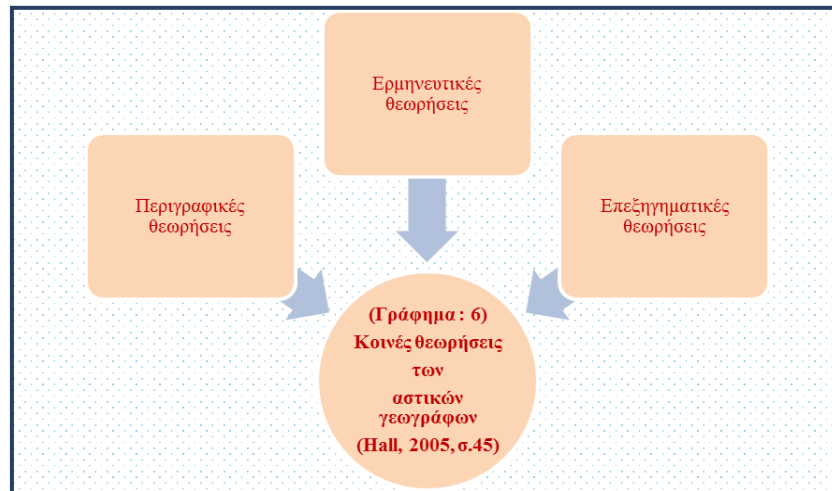 Ερμηνευτικές
θεωρήσεις
Περιγραφικές
θεωρήσεις
Επεξηγηματικές
θεωρήσεις
(Γράφημα : 6)
Κοινές θεωρήσεις
των
αστικών
γεωγράφων
(Hall, 2005, σ.45)